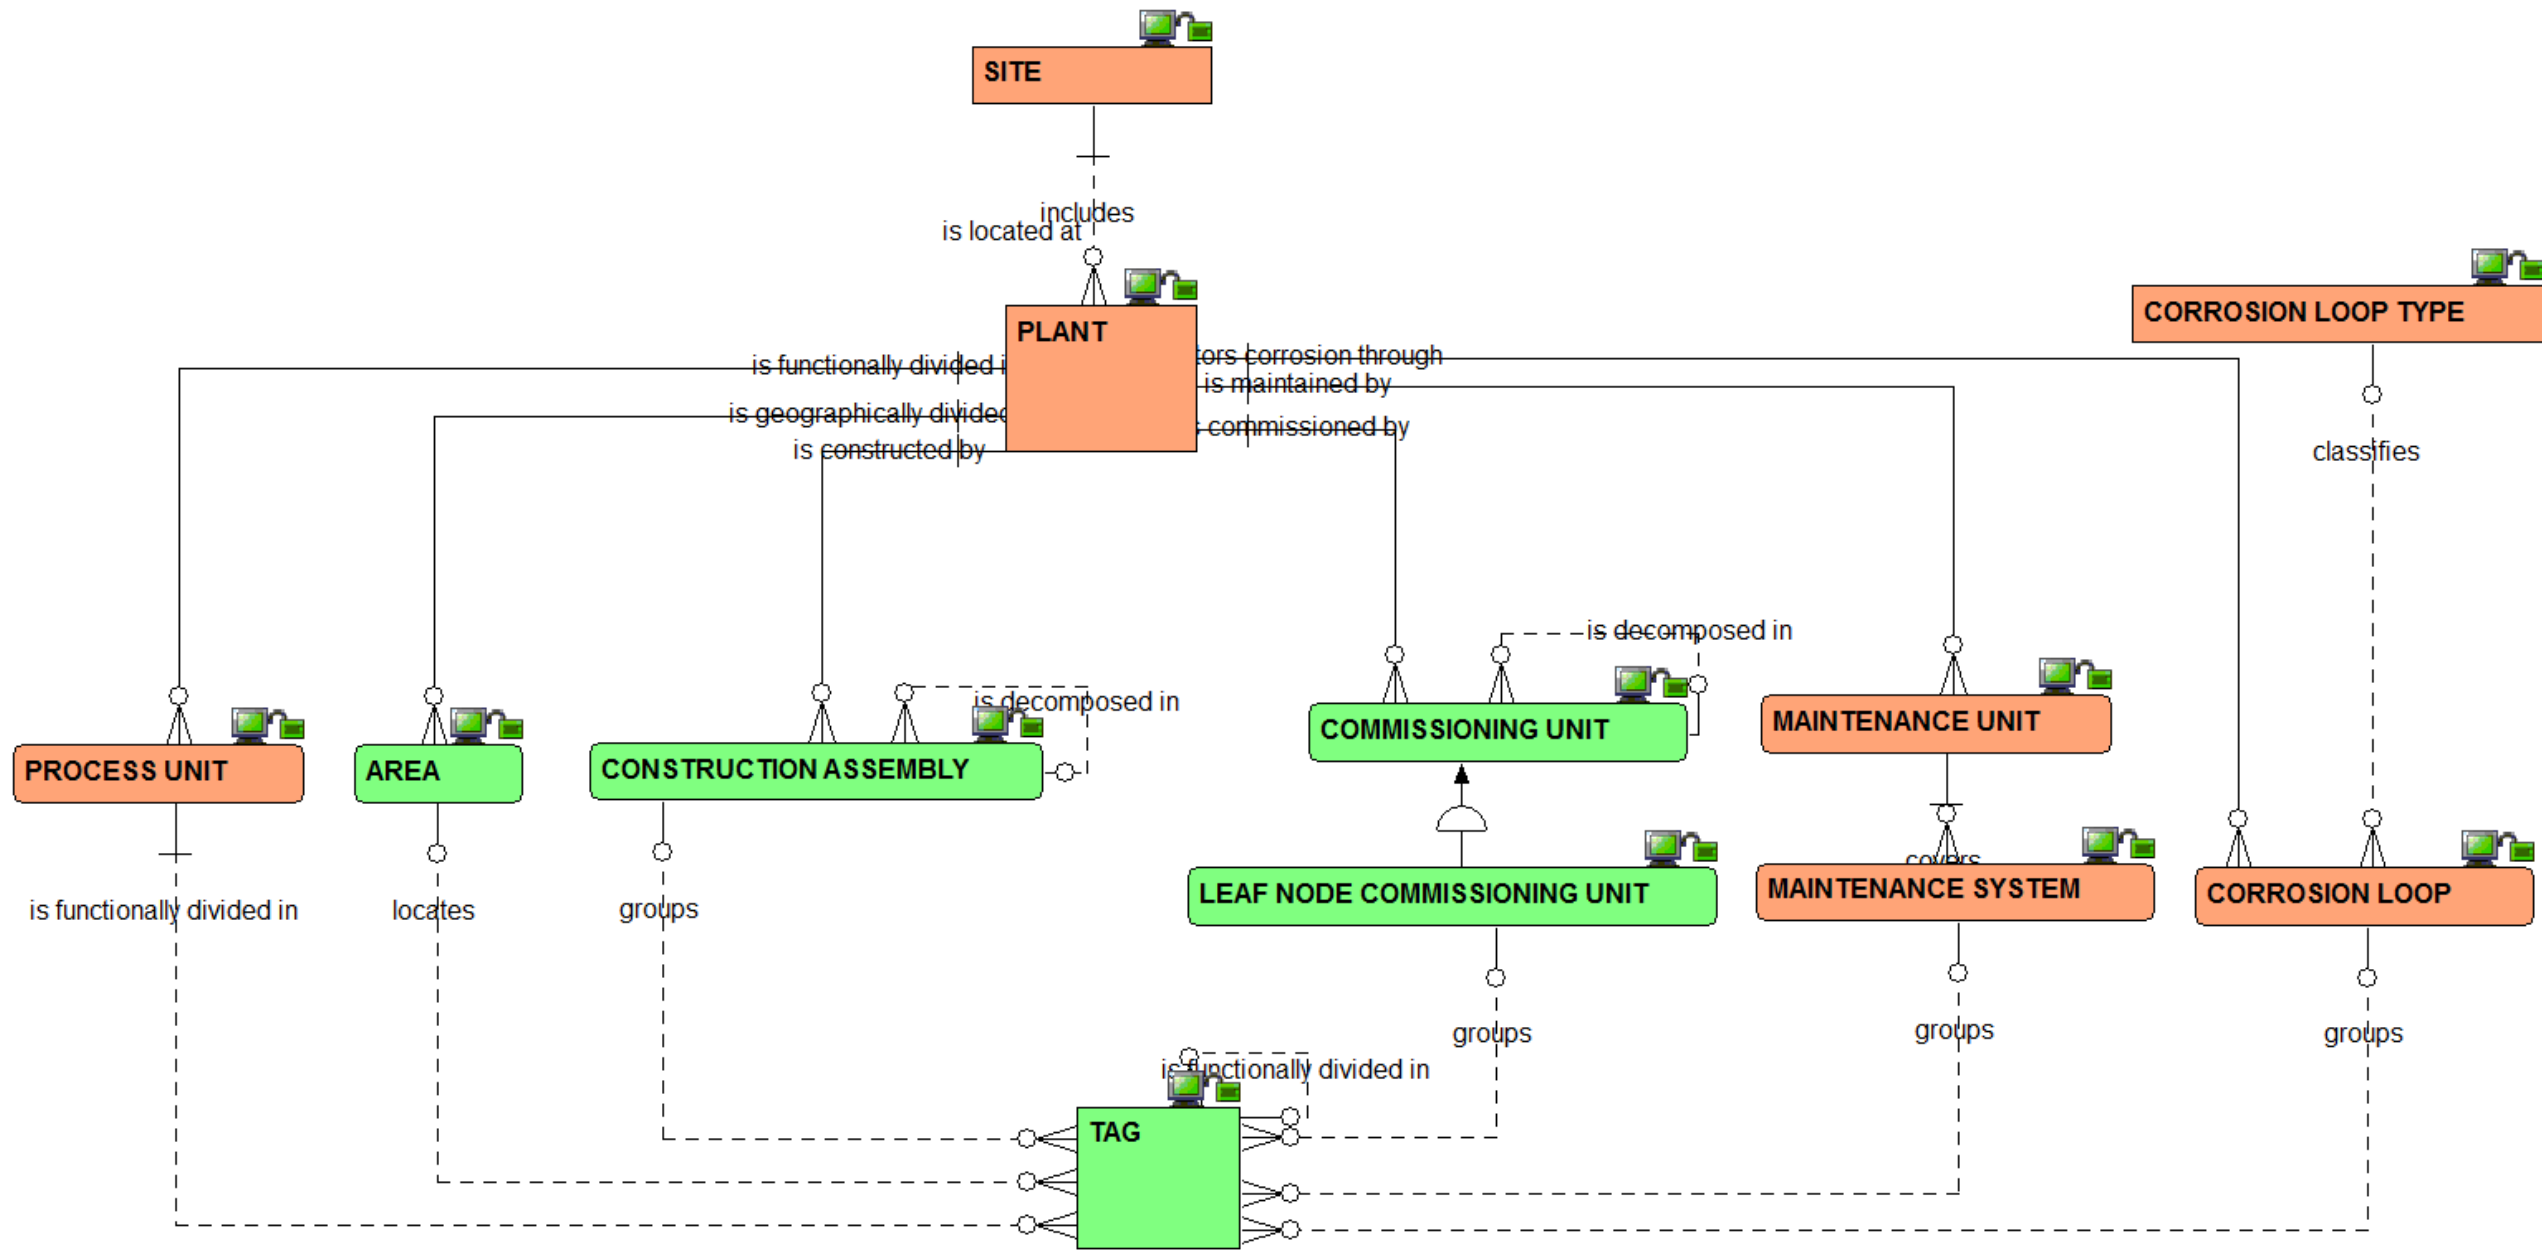 SITE
includes
is located at
PLANT
CORROSION LOOP TYPE
is functionally divided i
tors corrosion through
is maintained by
is geographically divided
commissioned by
is constructed by
classifies
is decomposed in
is decomposed in
COMMISSIONING UNIT
MAINTENANCE UNIT
PROCESS UNIT
AREA
CONSTRUCTION ASSEMBLY
covers
LEAF NODE COMMISSIONING UNIT
MAINTENANCE SYSTEM
CORROSION LOOP
is functionally divided in
locates
groups
groups
groups
groups
is functionally divided in
TAG